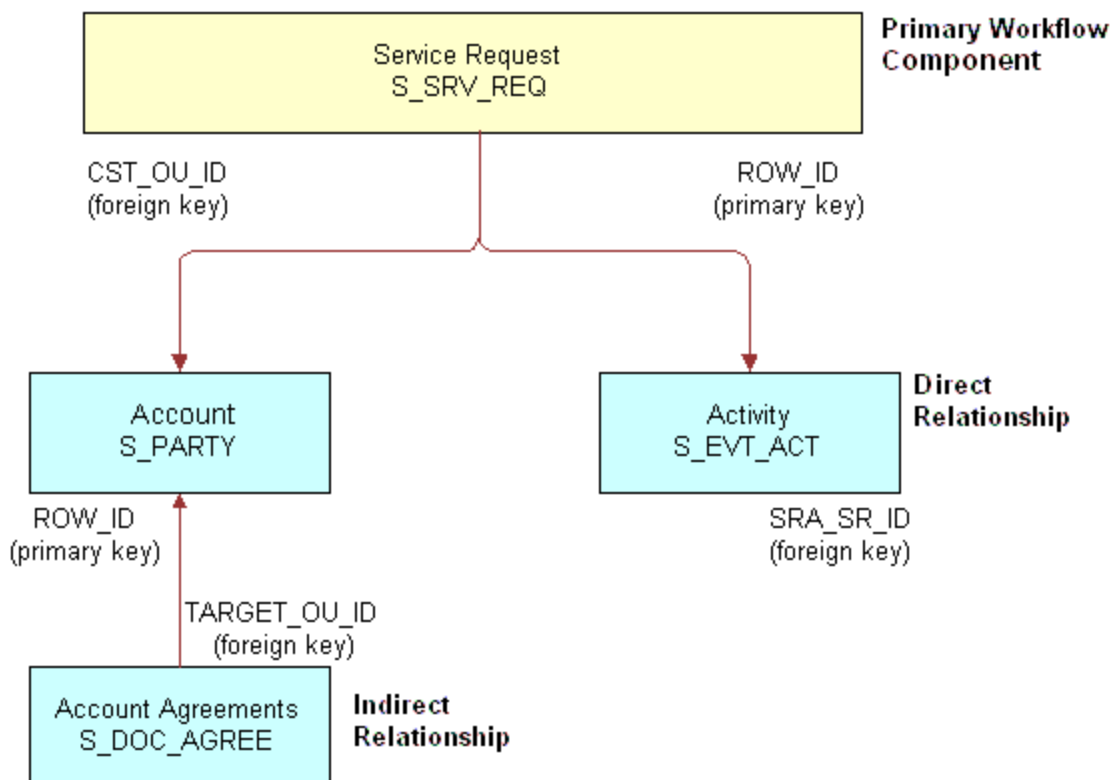 Service Request
S_SRV_REQ
Primary Workflow
Component
CST_OU_ID
(foreign key)
ROW_ID
(primary key)
Account
S_PARTY
Activity
S_EVT_ACT
Direct
Relationship
ROW_ID
(primary key)
SRA_SR_ID
(foreign key)
TARGET_OU_ID
(foreign key)
Account Agreements
S_DOC_AGREE
Indirect
Relationship